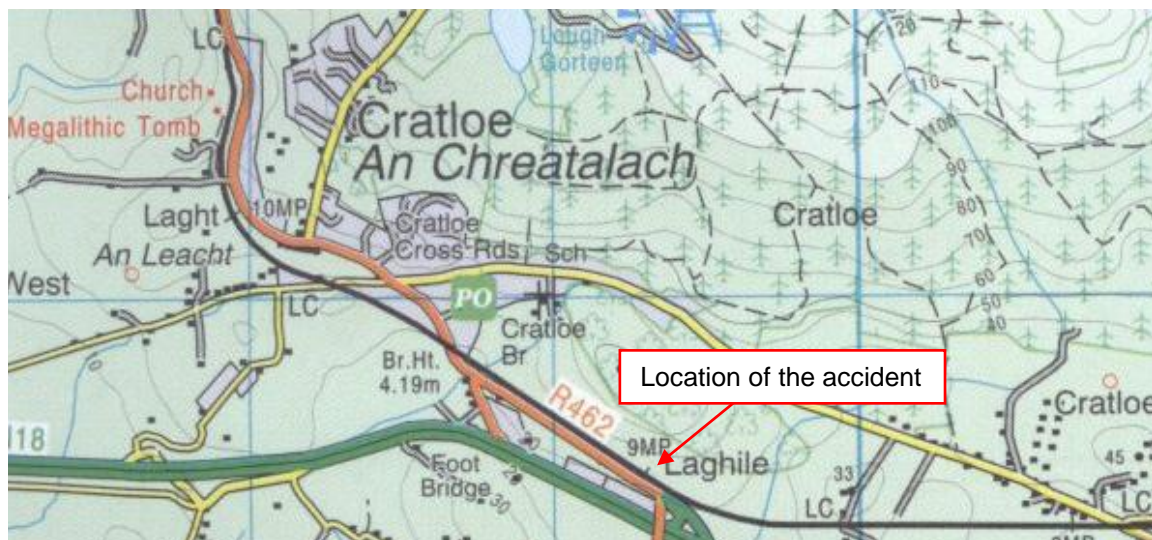 LC
Lough
Gorteen
120
110
100
Church
Megalithic Tomb
Cratloe
An Chreatalach
90
80
70
60
50
40
Laght
10MP
An Leacht
Cratloe
Cross Rds
Sch
Cratloe
West
LC
PO
Cratloe
Br
Br.Ht.
4.19m
Location of the accident
R462
Cratloe
9MP
Laghile
Foot
Bridge
30
33
45
LC
LC